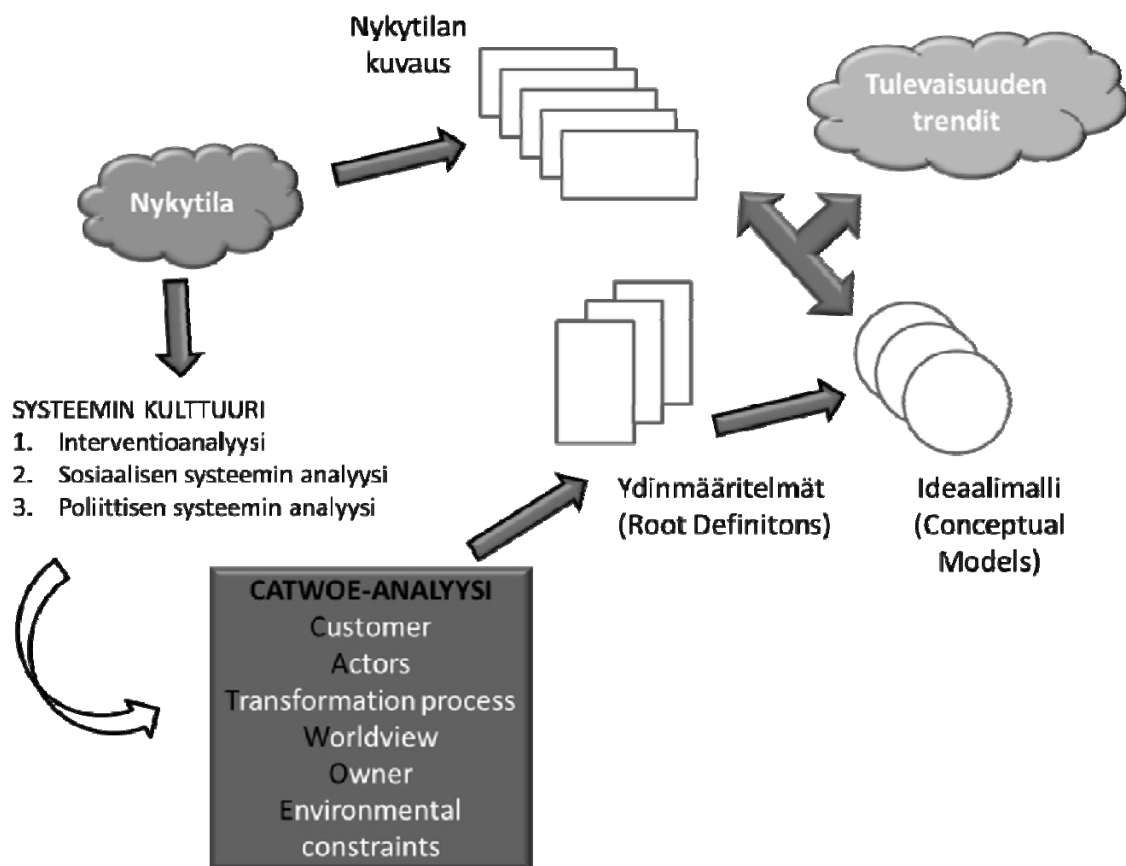 Nykytilan
kuvaus
Tulevaisuuden
trendit
Nykytila
SYSTEEMIN KULTTUURI
1. Interventioanalyysi
2. Sosiaalisen systeemin analyysi
3. Poliittisen systeemin analyysi
Ydinmääritelmät
(Root Definitons)
Ideaalimalli
(Conceptual
Models)
CATWOE-ANALYYSI
Customer
Actors
Transformation process
Worldview
Owner
Environmental
constraints